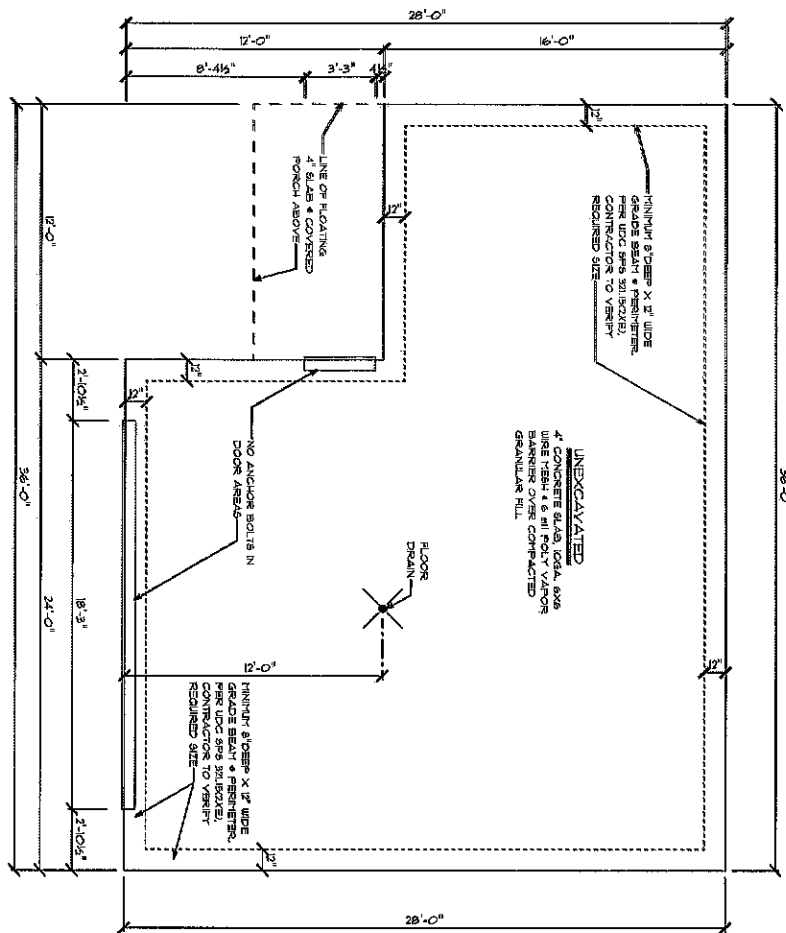 28'-0"
12'-0"
16'-0"
8'-4½"
3'-3"
4½"
12"
LINE OF FLOATING
4" SLAB & COVERED
PORCH ABOVE
12"
MINIMUM 8"DEEP X 12" WIDE
GRADE BEAM @ PERIMETER,
PER UDC SPS 321.15(2)(E),
CONTRACTOR TO VERIFY
REQUIRED SIZE
12'-0"
2'-10½"
12"
12"
NO ANCHOR BOLTS IN
DOOR AREAS
UNEXCAVATED
4" CONCRETE SLAB, 10GA. 6X6
WIRE MESH & 6 mil POLY VAPOR
BARRIER OVER COMPACTED
GRANULAR FILL
FLOOR
DRAIN
36'-0"
24'-0"
18'-3"
12'-0"
12"
MINIMUM 8"DEEP X 12" WIDE
GRADE BEAM @ PERIMETER,
PER UDC SPS 321.15(2)(E),
CONTRACTOR TO VERIFY
REQUIRED SIZE
2'-10½"
12"
28'-0"